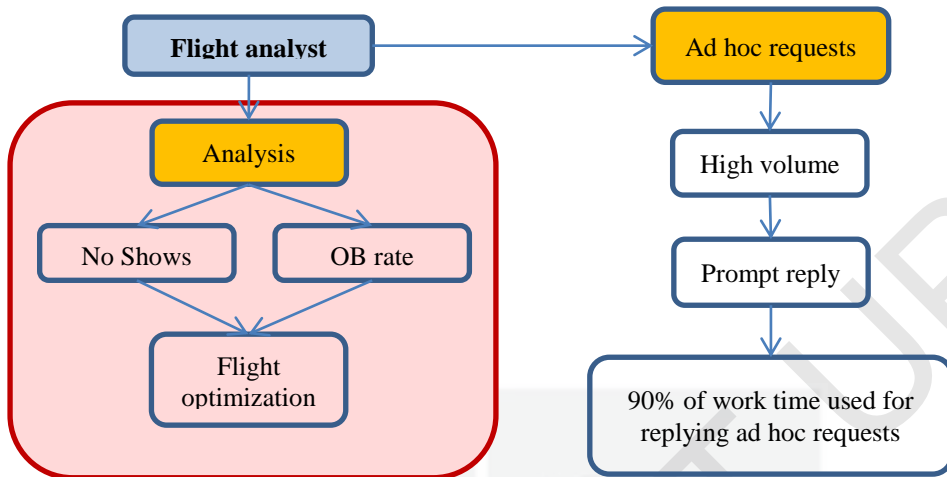 Flight analyst
Ad hoc requests
Analysis
High volume
No Shows
OB rate
Prompt reply
Flight
optimization
90% of work time used for
replying ad hoc requests